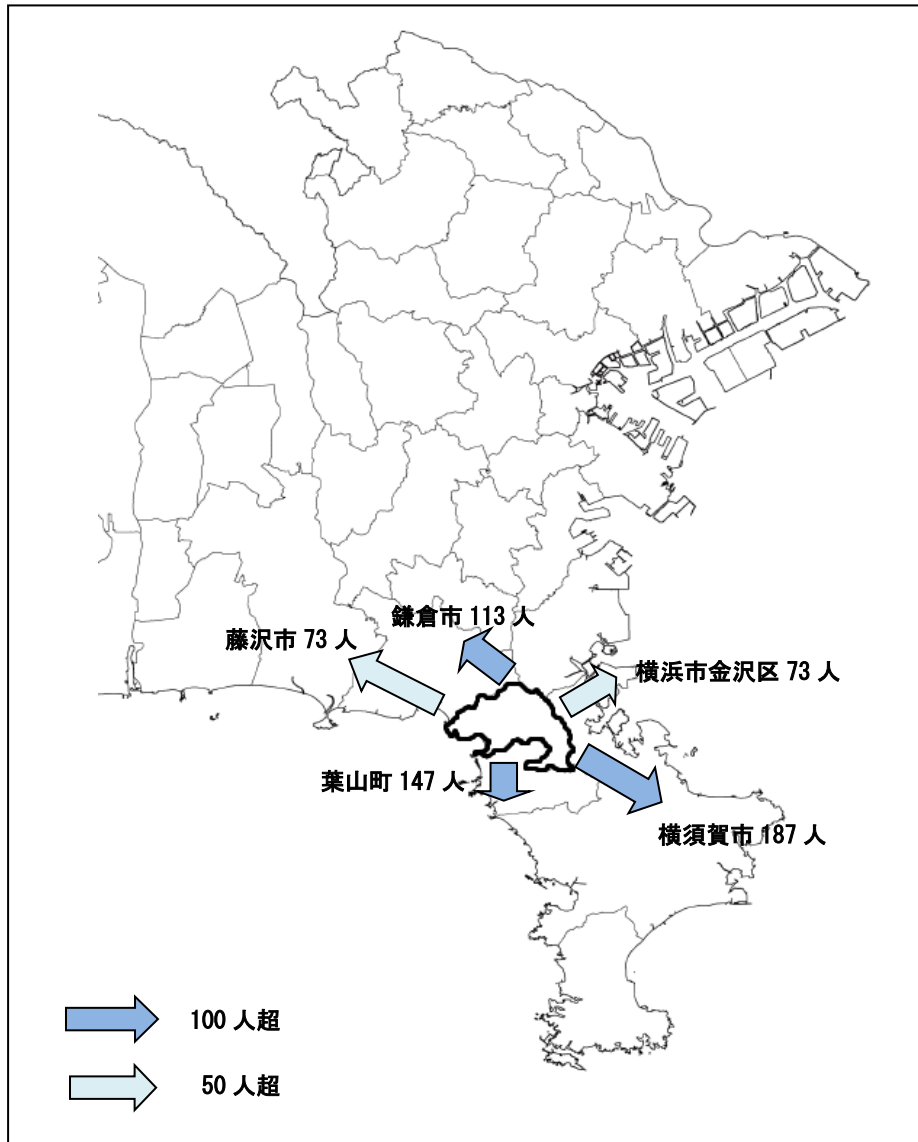 鎌倉市 113 人
藤沢市 73 人
横浜市金沢区 73 人
葉山町 147 人
横須賀市 187 人
100 人超
50 人超